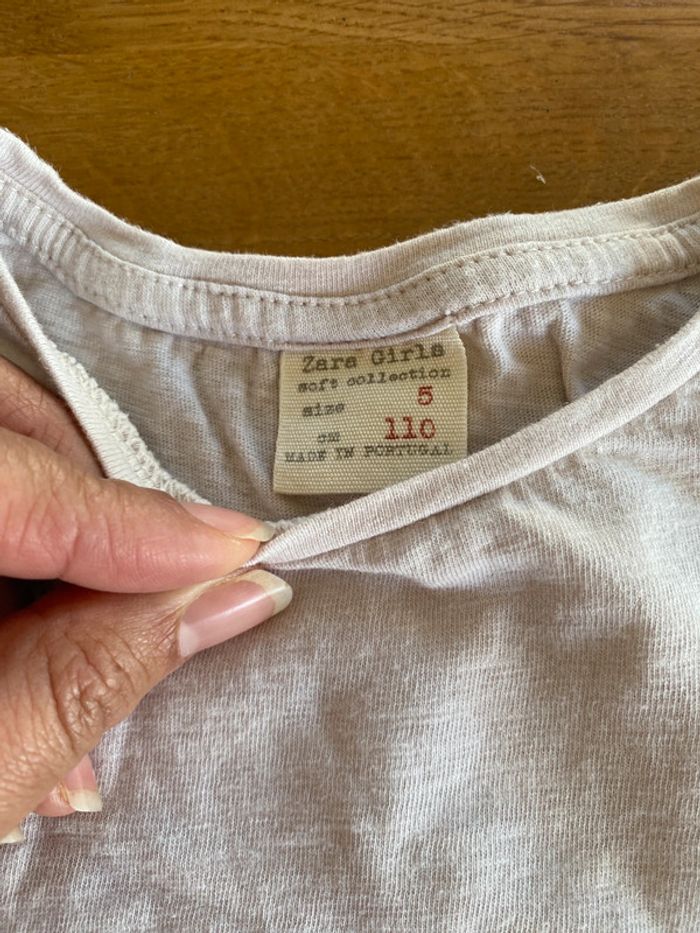 Zara Girls
soft collection
size 5
cm 110
MADE IN PORTUGAL